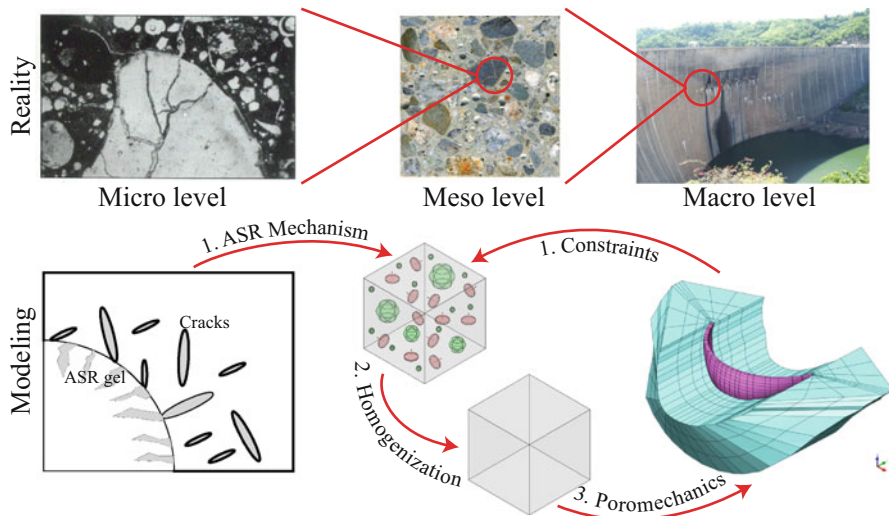 Reality
Micro level
Meso level
Macro level
Modeling
1. ASR Mechanism
1. Constraints
Cracks
ASR gel
2. Homogenization
3. Poromechanics